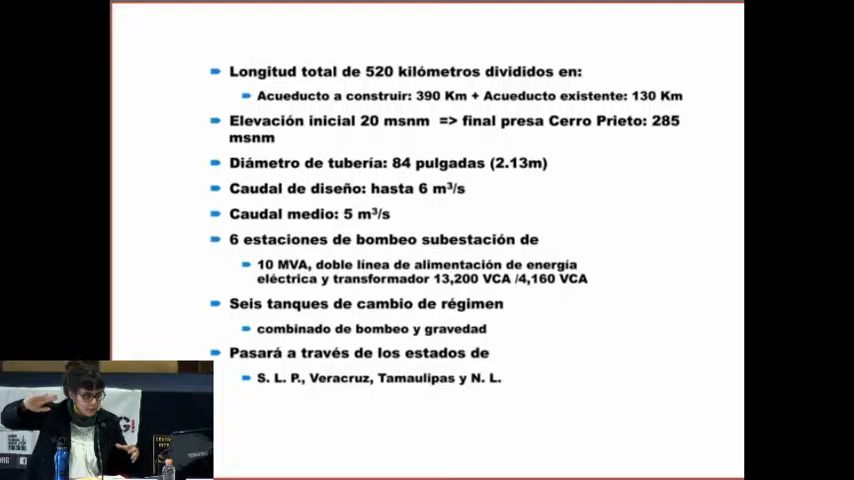 Longitud total de 520 kilómetros divididos en:
Acueducto a construir: 390 Km + Acueducto existente: 130 Km
Elevación inicial 20 msnm => final presa Cerro Prieto: 285
msnm
Diámetro de tubería: 84 pulgadas (2.13m)
Caudal de diseño: hasta 6 m³/s
Caudal medio: 5 m³/s
6 estaciones de bombeo subestación de
10 MVA, doble línea de alimentación de energía
eléctrica y transformador 13,200 VCA /4,160 VCA
Seis tanques de cambio de régimen
combinado de bombeo y gravedad
Pasará a través de los estados de
S. L. P., Veracruz, Tamaulipas y N. L.